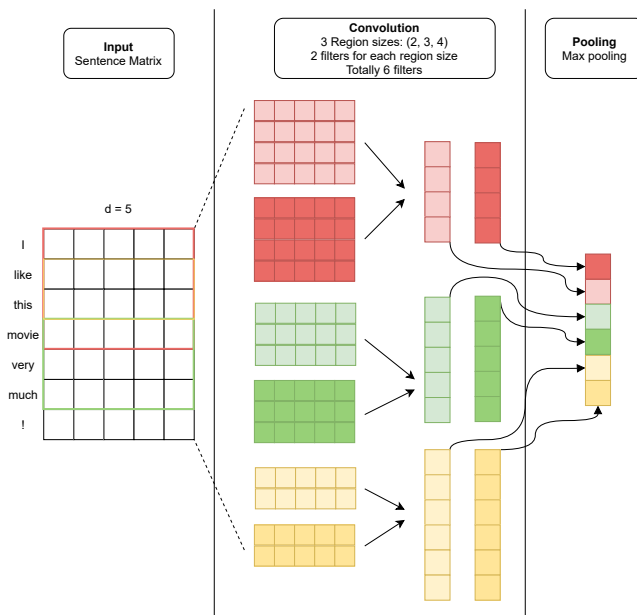 Input
Sentence Matrix
Convolution
3 Region sizes: (2, 3, 4)
2 filters for each region size
Totally 6 filters
Pooling
Max pooling
d = 5
I
like
this
movie
very
much
!